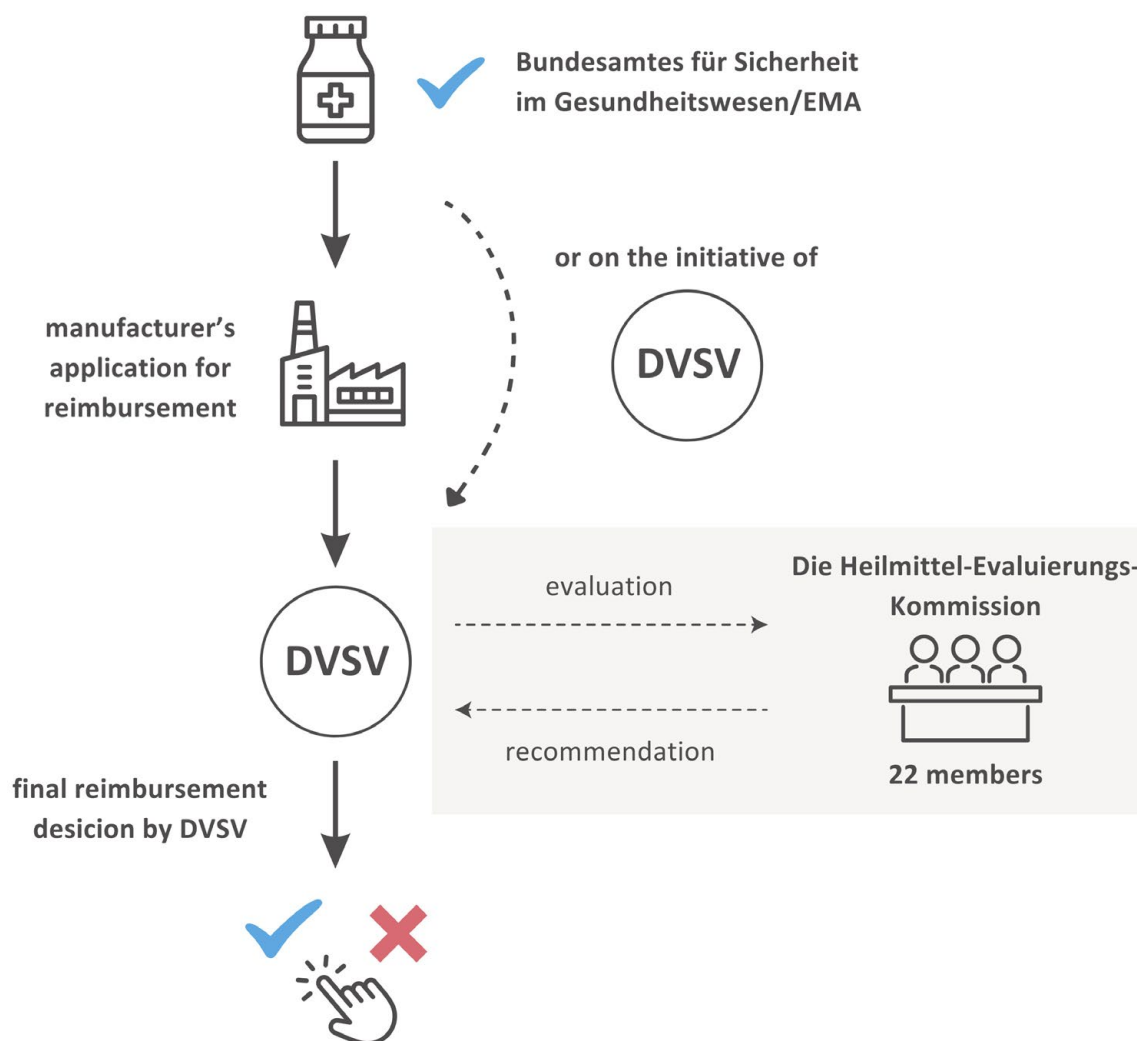 Bundesamtes für Sicherheit
im Gesundheitswesen/EMA
or on the initiative of
DVSV
manufacturer's
application for
reimbursement
Die Heilmittel-Evaluierungs-
Kommission
evaluation
DVSV
recommendation
22 members
final reimbursement
desicion by DVSV